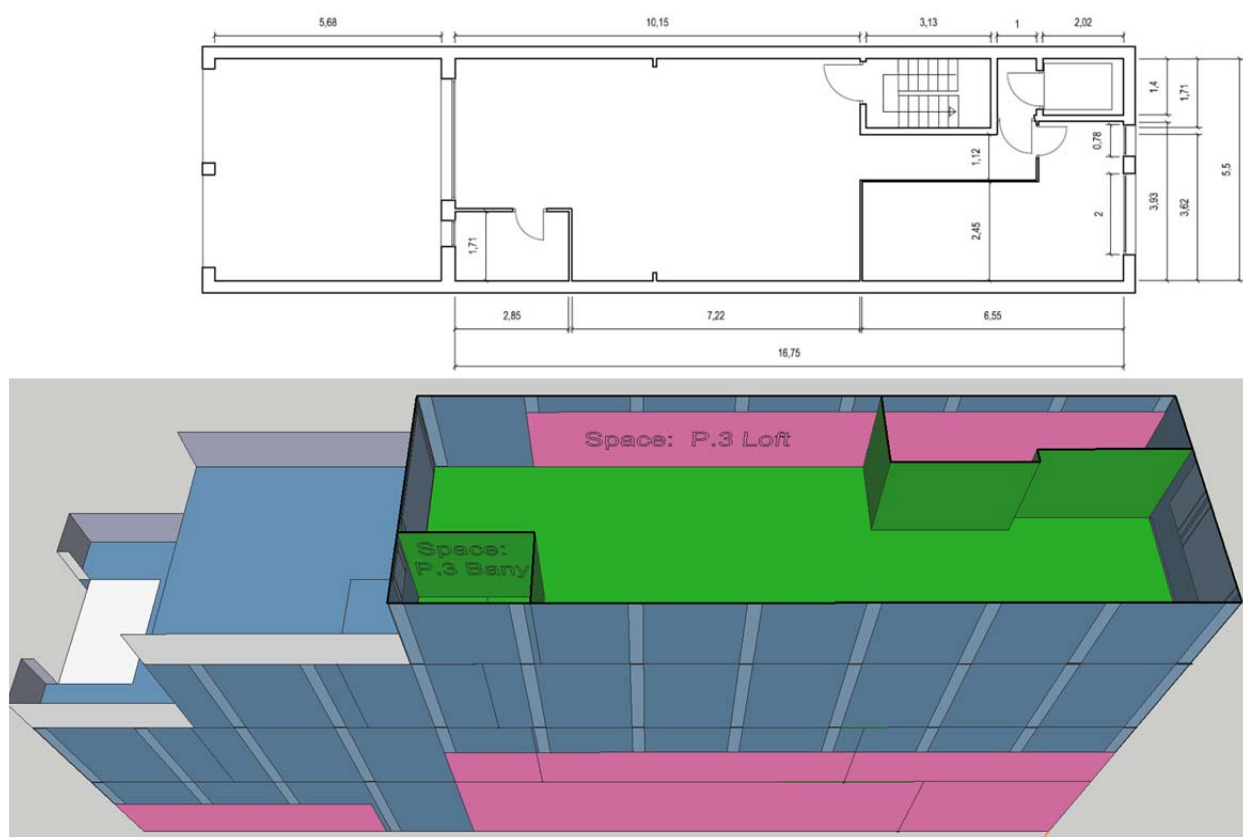 5,68 10,15 3,13 1 2,02
1,4
1,71
0,78
1,12
5,5
3,93
3,62
2
2,45
1,71
2,85 7,22 6,55
16,75
Space: P.3 Loft
Space:
P.3 Bany